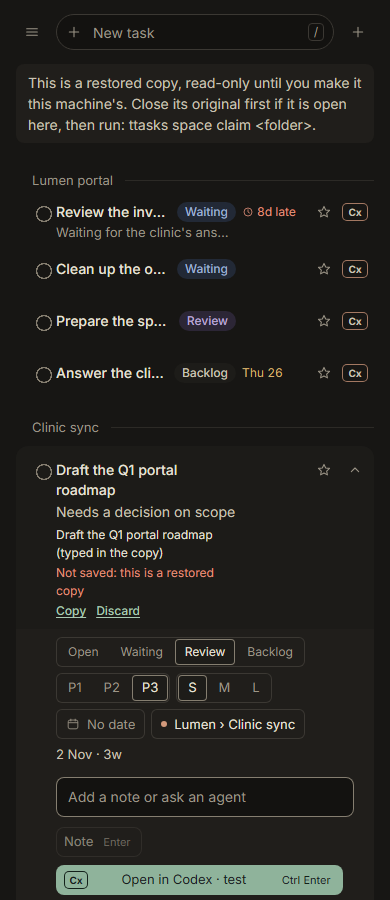 New task /
This is a restored copy, read-only until you make it
this machine's. Close its original first if it is open
here, then run: ttasks space claim <folder>.
Lumen portal
Review the inv... Waiting 8d late Cx
Waiting for the clinic's ans...
Clean up the o... Waiting Cx
Prepare the sp... Review Cx
Answer the cli... Backlog Thu 26 Cx
Clinic sync
Draft the Q1 portal
roadmap
Needs a decision on scope
Draft the Q1 portal roadmap
(typed in the copy)
Not saved: this is a restored
copy
Copy Discard
Open Waiting Review Backlog
P1 P2 P3 S M L
No date Lumen › Clinic sync
2 Nov · 3w
Add a note or ask an agent
Note Enter
Cx Open in Codex · test Ctrl Enter